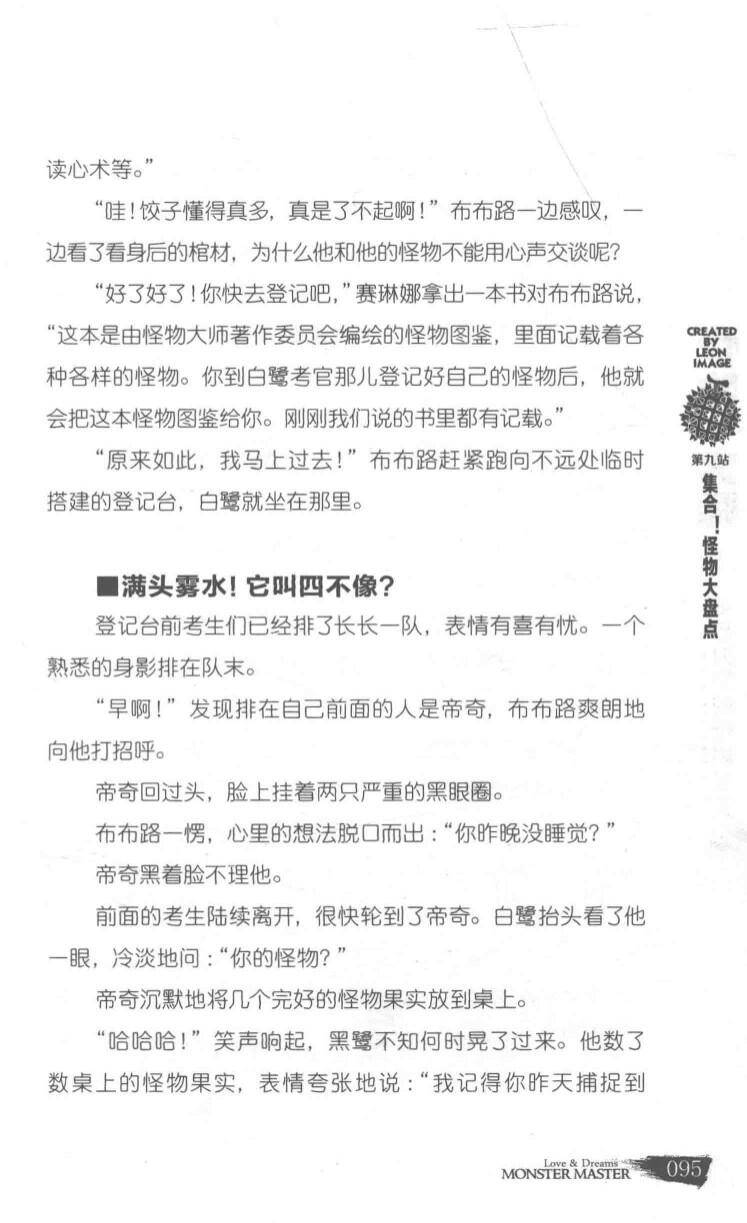 读心术等。”
“哇！饺子懂得真多，真是了不起啊！”布布路一边感叹，一
边看了看身后的棺材，为什么他和他的怪物不能用心声交谈呢？
“好了好了！你快去登记吧，”赛琳娜拿出一本书对布布路说，
“这本是由怪物大师著作委员会编绘的怪物图鉴，里面记载着各
种各样的怪物。你到白鹭考官那儿登记好自己的怪物后，他就
会把这本怪物图鉴给你。刚刚我们说的书里都有记载。”
“原来如此，我马上过去！”布布路赶紧跑向不远处临时
搭建的登记台，白鹭就坐在那里。
■满头雾水！它叫四不像？
登记台前考生们已经排了长长一队，表情有喜有忧。一个
熟悉的身影排在队末。
“早啊！”发现排在自己前面的人是帝奇，布布路爽朗地
向他打招呼。
帝奇回过头，脸上挂着两只严重的黑眼圈。
布布路一愣，心里的想法脱口而出：“你昨晚没睡觉？”
帝奇黑着脸不理他。
前面的考生陆续离开，很快轮到了帝奇。白鹭抬头看了他
一眼，冷淡地问：“你的怪物？”
帝奇沉默地将几个完好的怪物果实放到桌上。
“哈哈哈！”笑声响起，黑鹭不知何时晃了过来。他数了
数桌上的怪物果实，表情夸张地说：“我记得你昨天捕捉到
CREATED
BY
LEON
IMAGE
第九站
集合！怪物大盘点
Love & Dreams
MONSTER MASTER
095